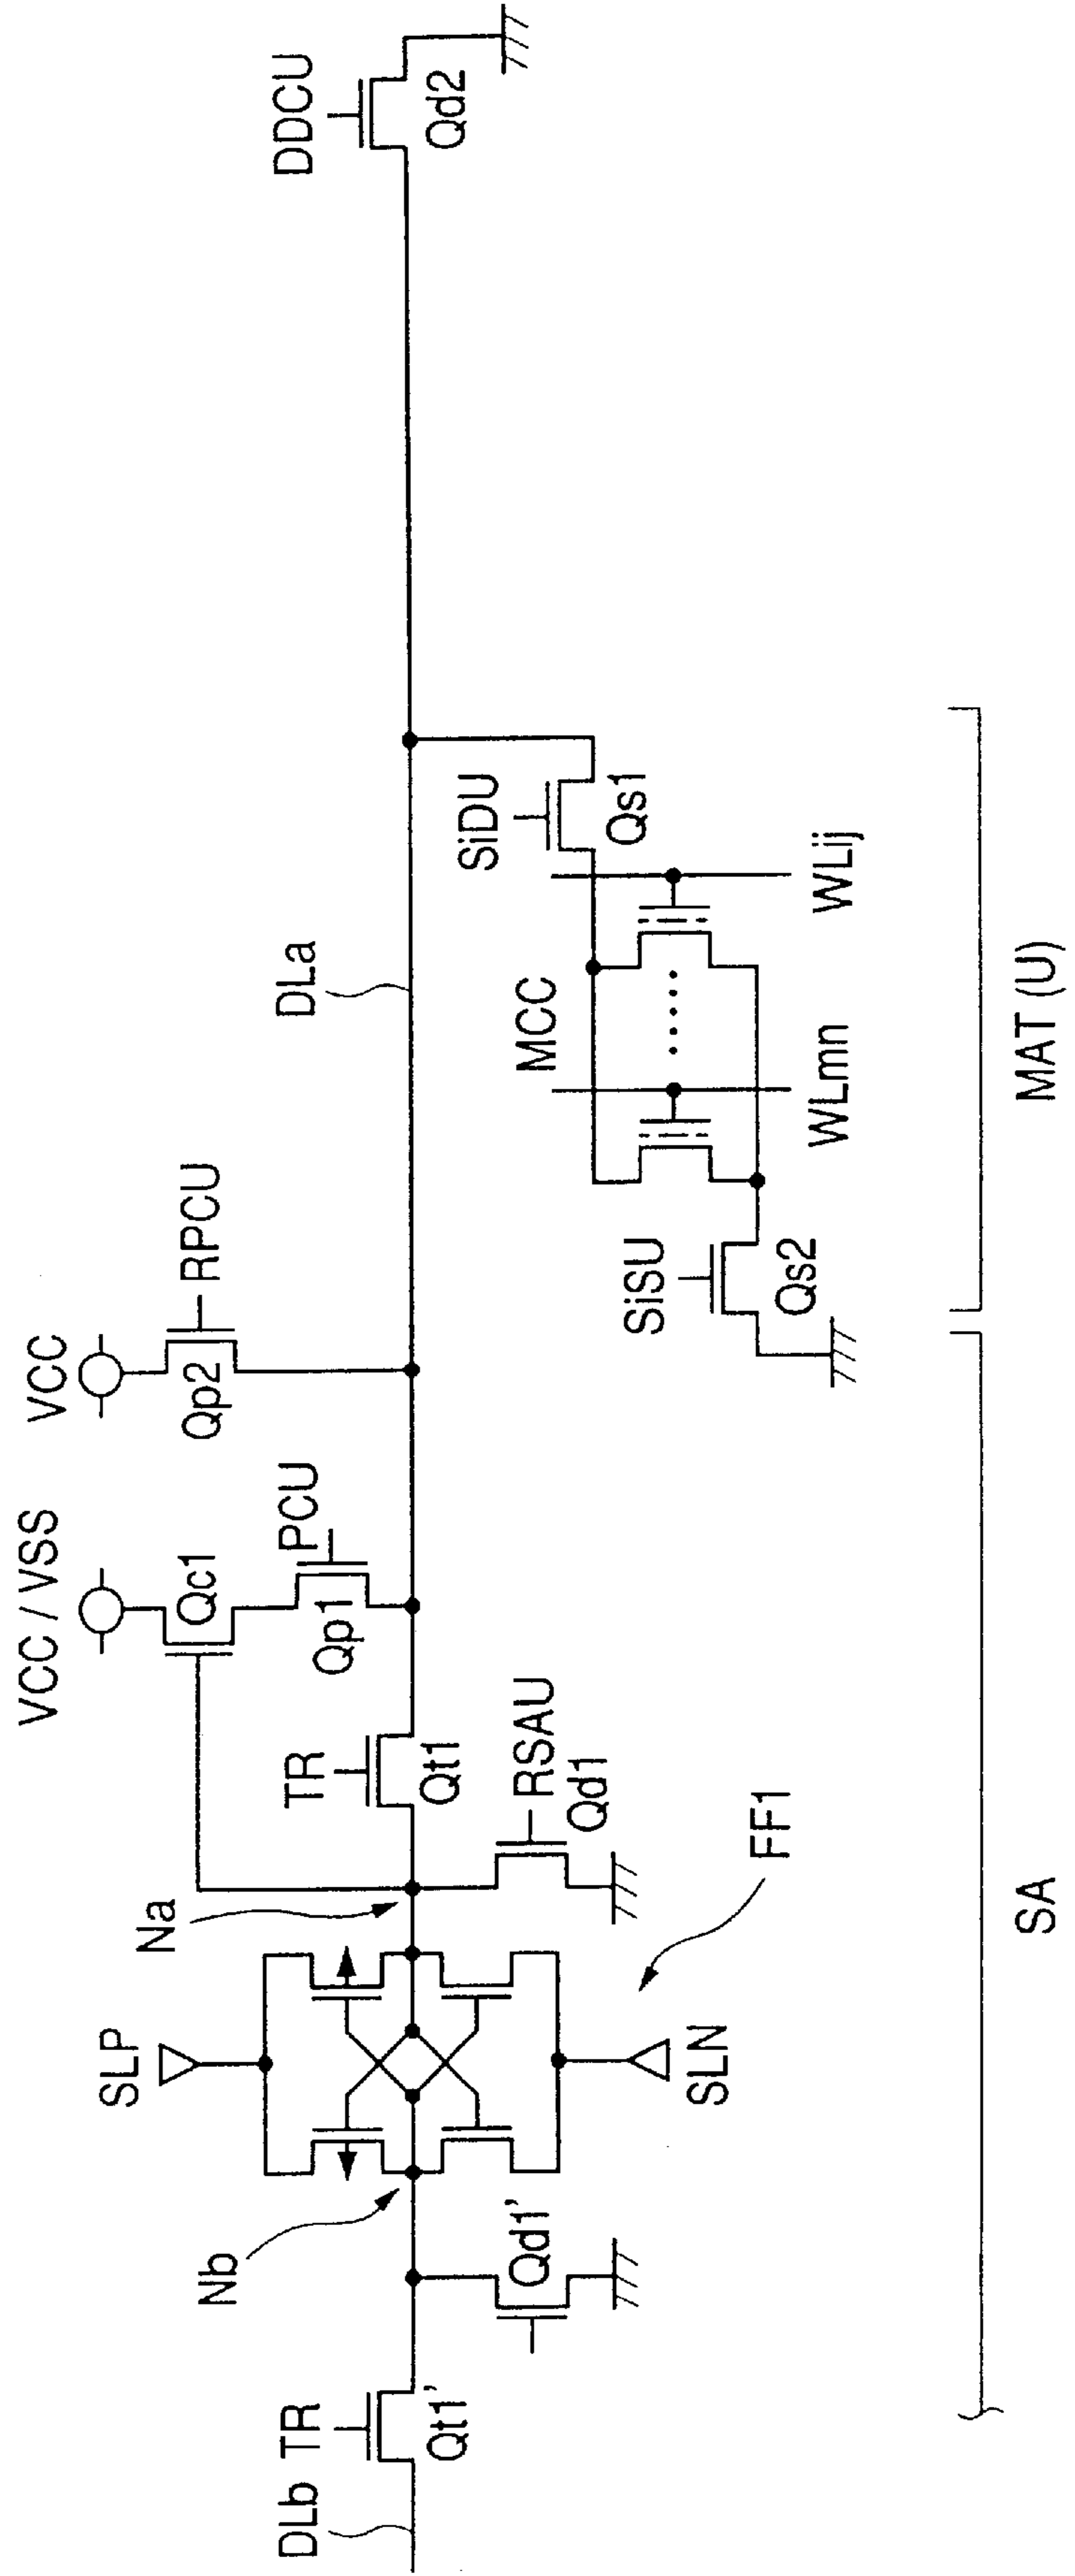 DLb
TR
Qt1'
Nb
Qd1'
SLP
SLN
FF1
Na
TR
Qt1
RSAU
Qd1
VCC / VSS
Qc1
PCU
Qp1
VCC
Qp2
RPCU
DLa
SiSU
Qs2
MCC
WLmn
WLij
SiDU
Qs1
DDCU
Qd2
SA
MAT (U)